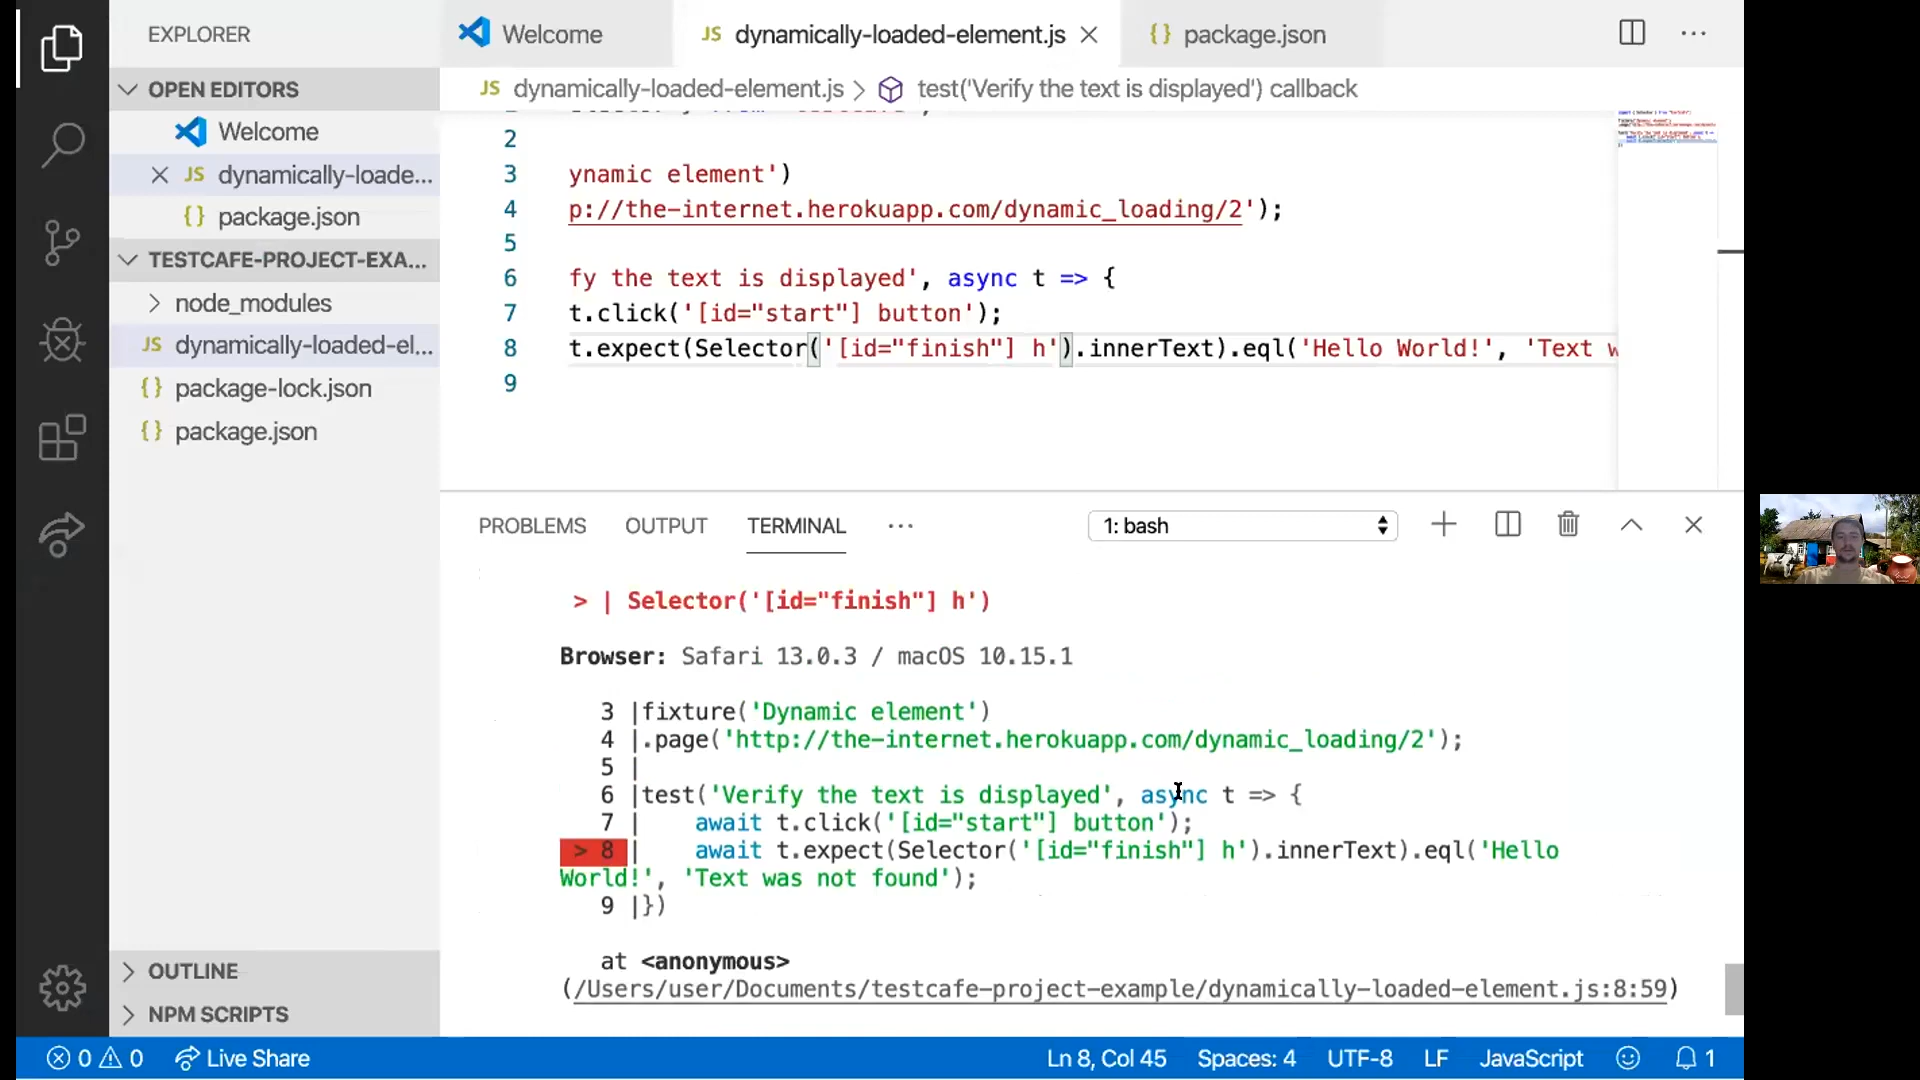 EXPLORER
Welcome
JS dynamically-loaded-element.js
{} package.json
OPEN EDITORS
Welcome
JS dynamically-loade...
{} package.json
TESTCAFE-PROJECT-EXA...
node_modules
JS dynamically-loaded-el...
{} package-lock.json
{} package.json
OUTLINE
NPM SCRIPTS
JS dynamically-loaded-element.js > test('Verify the text is displayed') callback
2
3 ynamic element')
4 p://the-internet.herokuapp.com/dynamic_loading/2');
5
6 fy the text is displayed', async t => {
7 t.click('[id="start"] button');
8 t.expect(Selector('[id="finish"] h').innerText).eql('Hello World!', 'Text w
9
PROBLEMS OUTPUT TERMINAL ...
1: bash
> | Selector('[id="finish"] h')
Browser: Safari 13.0.3 / macOS 10.15.1
3 |fixture('Dynamic element')
4 |.page('http://the-internet.herokuapp.com/dynamic_loading/2');
5 |
6 |test('Verify the text is displayed', async t => {
7 | await t.click('[id="start"] button');
> 8 | await t.expect(Selector('[id="finish"] h').innerText).eql('Hello
World!', 'Text was not found');
9 |})
at <anonymous>
(/Users/user/Documents/testcafe-project-example/dynamically-loaded-element.js:8:59)
0 0 Live Share
Ln 8, Col 45 Spaces: 4 UTF-8 LF JavaScript 1